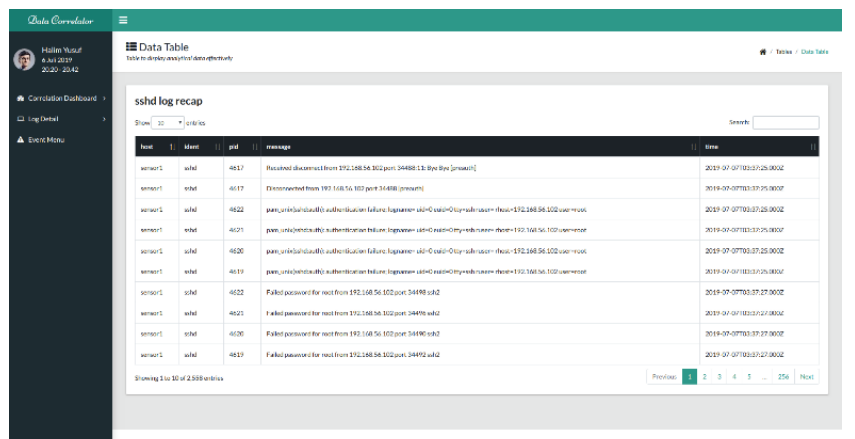 Data Correlator
Halim Yusuf
6 Juli 2019
20:20 - 20:42
Correlation Dashboard
Log Detail
Event Menu
Data Table
Table to display analytical data effectively
/ Tables / Data Table
sshd log recap
Show 10 entries
Search:
host ident pid message time
sensor1 sshd 4617 Received disconnect from 192.168.56.102 port 34488:11: Bye Bye [preauth] 2019-07-07T03:37:25.000Z
sensor1 sshd 4617 Disconnected from 192.168.56.102 port 34488 [preauth] 2019-07-07T03:37:25.000Z
sensor1 sshd 4622 pam_unix(sshd:auth): authentication failure; logname= uid=0 euid=0 tty=ssh ruser= rhost=192.168.56.102 user=root 2019-07-07T03:37:25.000Z
sensor1 sshd 4621 pam_unix(sshd:auth): authentication failure; logname= uid=0 euid=0 tty=ssh ruser= rhost=192.168.56.102 user=root 2019-07-07T03:37:25.000Z
sensor1 sshd 4620 pam_unix(sshd:auth): authentication failure; logname= uid=0 euid=0 tty=ssh ruser= rhost=192.168.56.102 user=root 2019-07-07T03:37:25.000Z
sensor1 sshd 4619 pam_unix(sshd:auth): authentication failure; logname= uid=0 euid=0 tty=ssh ruser= rhost=192.168.56.102 user=root 2019-07-07T03:37:25.000Z
sensor1 sshd 4622 Failed password for root from 192.168.56.102 port 34498 ssh2 2019-07-07T03:37:27.000Z
sensor1 sshd 4621 Failed password for root from 192.168.56.102 port 34496 ssh2 2019-07-07T03:37:27.000Z
sensor1 sshd 4620 Failed password for root from 192.168.56.102 port 34490 ssh2 2019-07-07T03:37:27.000Z
sensor1 sshd 4619 Failed password for root from 192.168.56.102 port 34492 ssh2 2019-07-07T03:37:27.000Z
Showing 1 to 10 of 2,558 entries
Previous 1 2 3 4 5 ... 256 Next